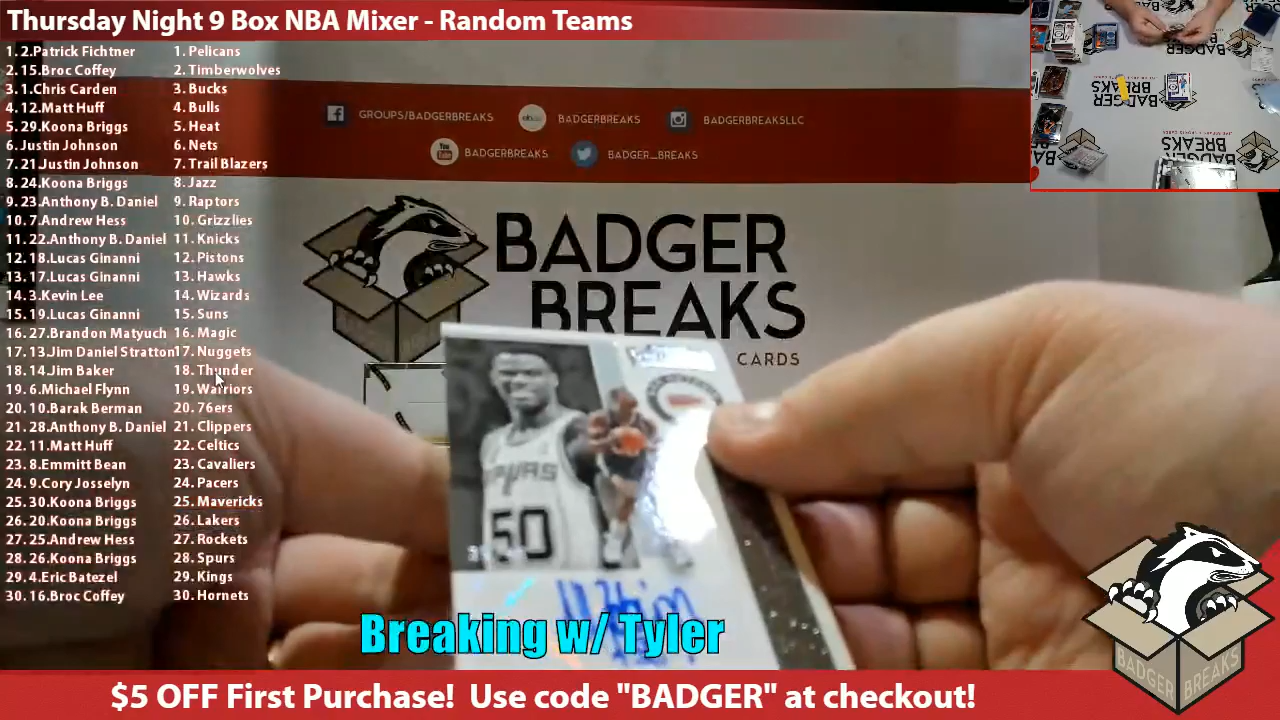 Thursday Night 9 Box NBA Mixer - Random Teams
1. 2.Patrick Fichtner 1. Pelicans
2. 15.Broc Coffey 2. Timberwolves
3. 1.Chris Carden 3. Bucks
4. 12.Matt Huff 4. Bulls
5. 29.Koona Briggs 5. Heat
6. Justin Johnson 6. Nets
7. 21.Justin Johnson 7. Trail Blazers
8. 24.Koona Briggs 8. Jazz
9. 23.Anthony B. Daniel 9. Raptors
10. 7.Andrew Hess 10. Grizzlies
11. 22.Anthony B. Daniel 11. Knicks
12. 18.Lucas Ginanni 12. Pistons
13. 17.Lucas Ginanni 13. Hawks
14. 3.Kevin Lee 14. Wizards
15. 19.Lucas Ginanni 15. Suns
16. 27.Brandon Matyuch 16. Magic
17. 13.Jim Daniel Stratton 17. Nuggets
18. 14.Jim Baker 18. Thunder
19. 6.Michael Flynn 19. Warriors
20. 10.Barak Berman 20. 76ers
21. 28.Anthony B. Daniel 21. Clippers
22. 11.Matt Huff 22. Celtics
23. 8.Emmitt Bean 23. Cavaliers
24. 9.Cory Josselyn 24. Pacers
25. 30.Koona Briggs 25. Mavericks
26. 20.Koona Briggs 26. Lakers
27. 25.Andrew Hess 27. Rockets
28. 26.Koona Briggs 28. Spurs
29. 4.Eric Batezel 29. Kings
30. 16.Broc Coffey 30. Hornets
GROUPS/BADGERBREAKS BADGERBREAKS BADGERBREAKSLLC
You Tube BADGERBREAKS BADGER_BREAKS
BADGER
BREAKS
CARDS
SPURS
50
Breaking w/ Tyler
BADGER BREAKS
$5 OFF First Purchase! Use code "BADGER" at checkout!
BADGER
BREAKS